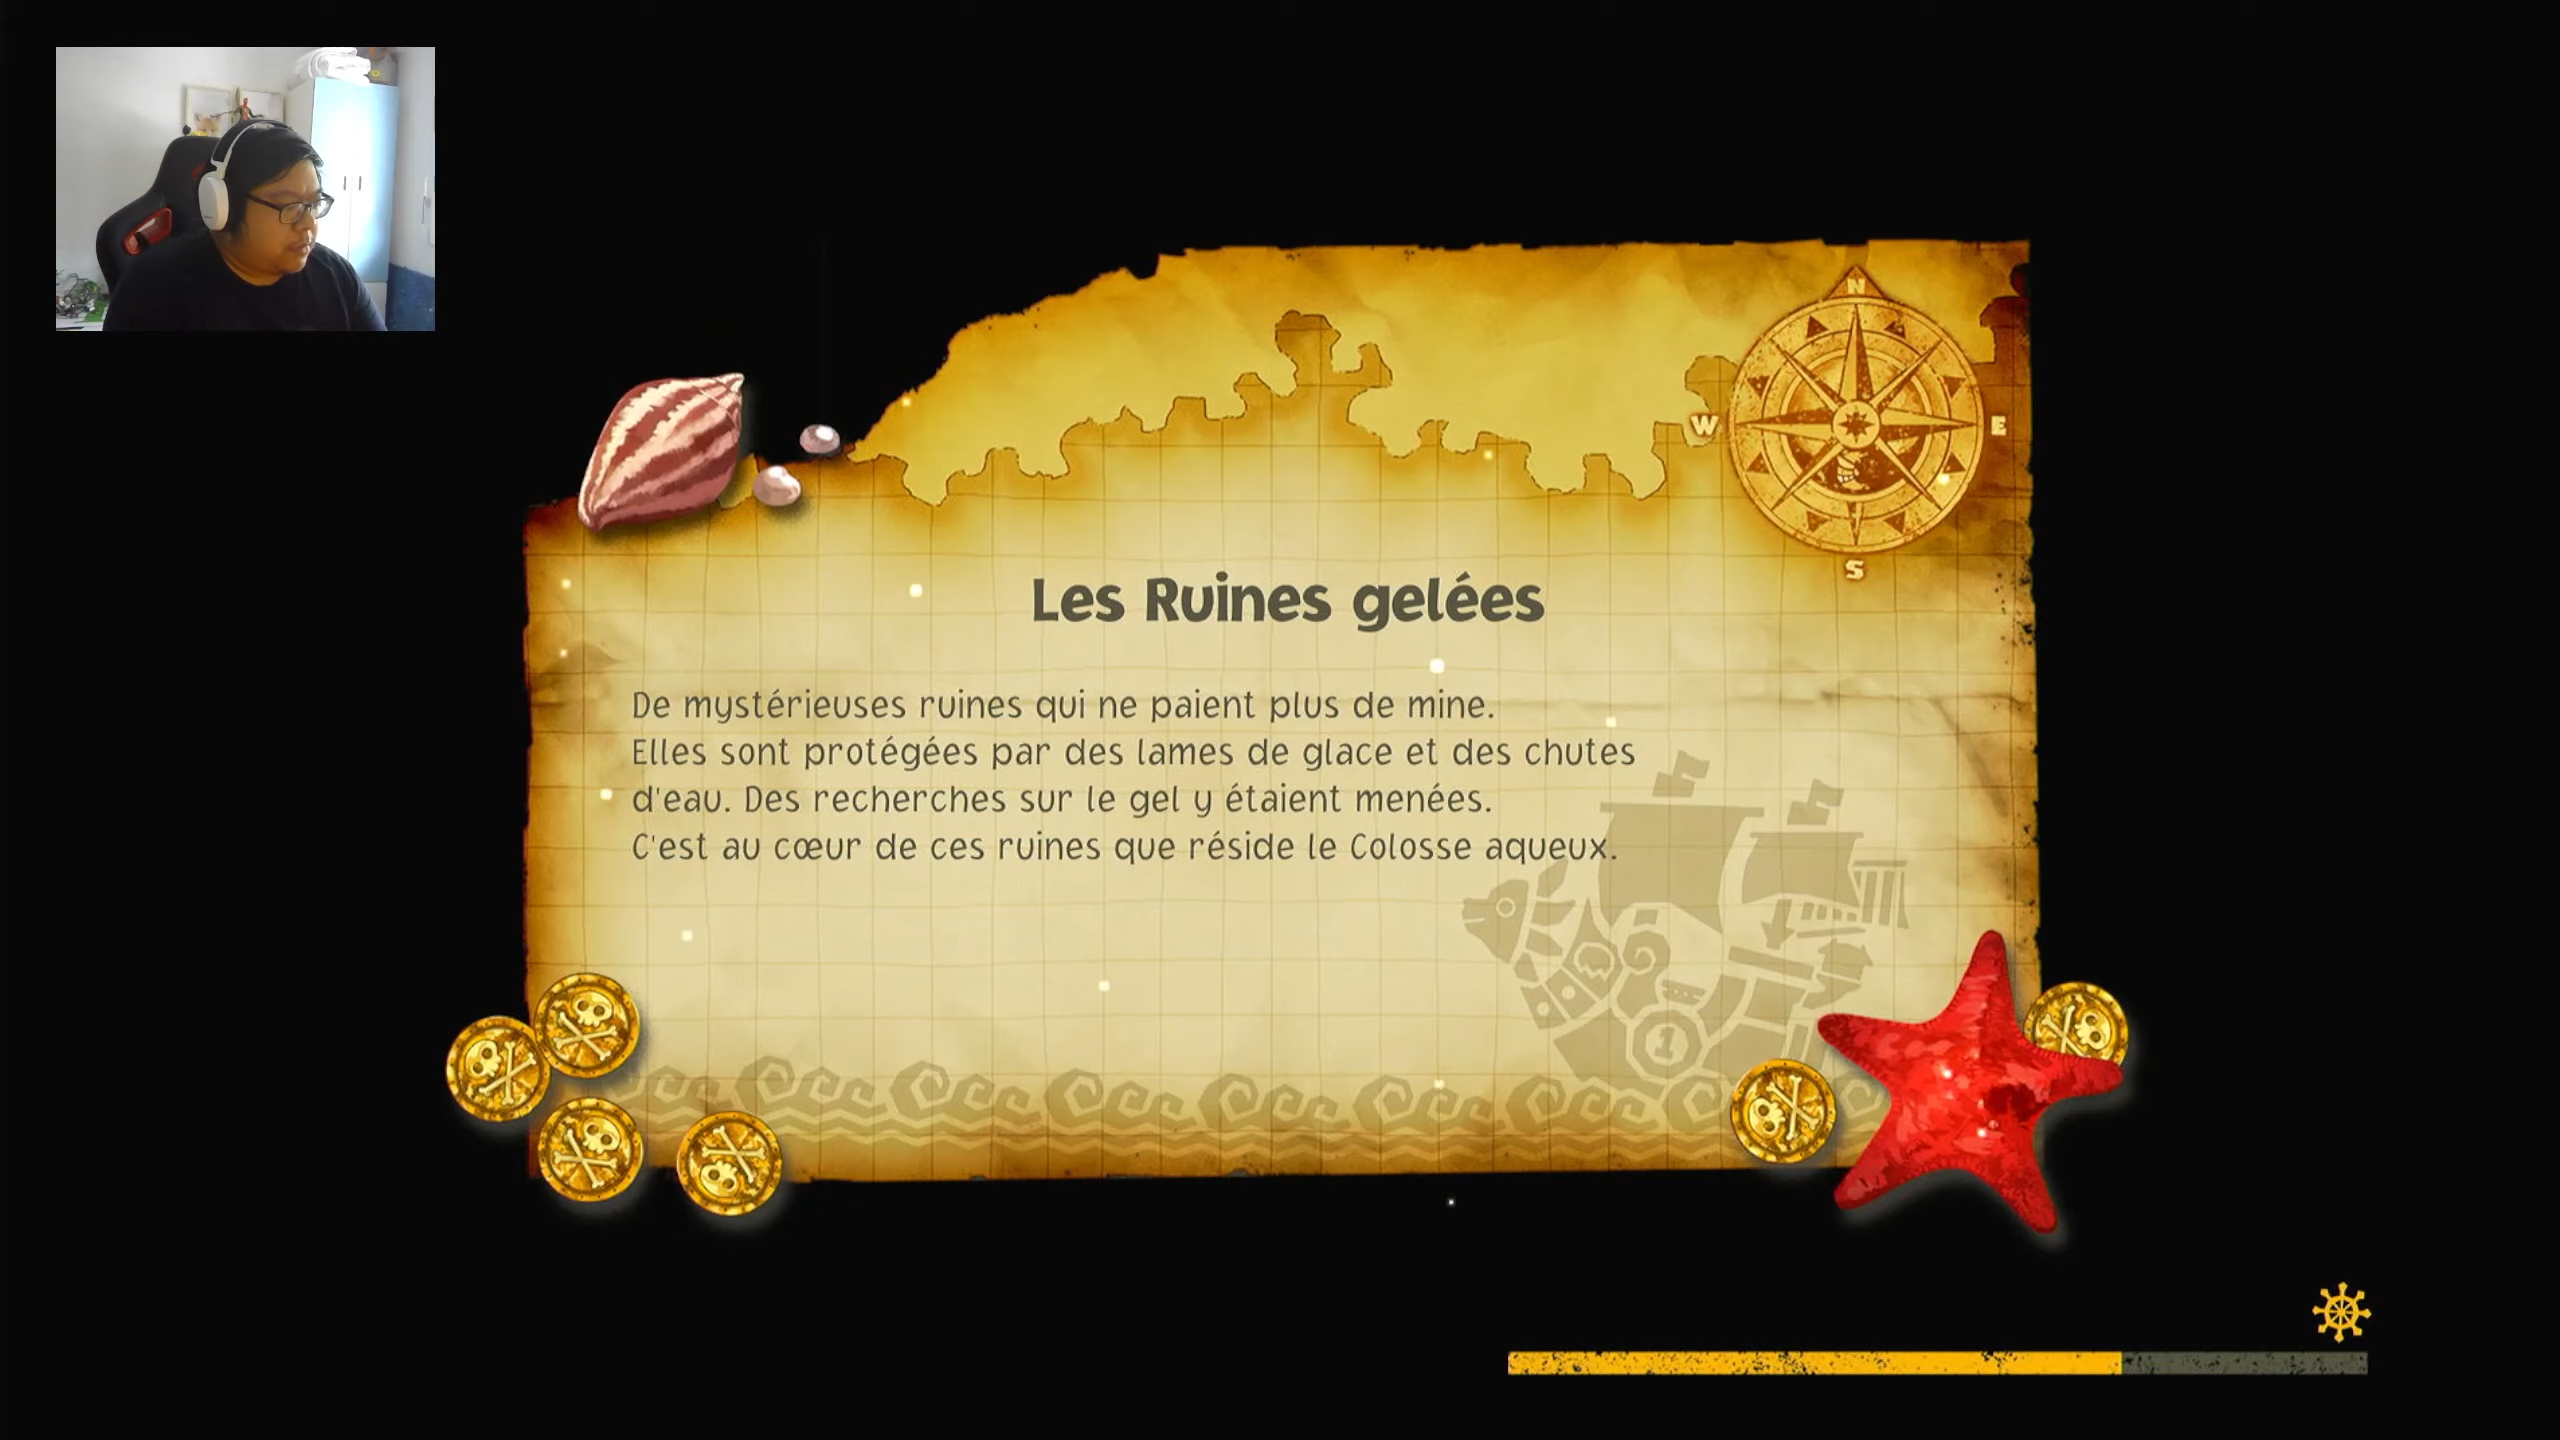 N
W
E
S
Les Ruines gelées
De mystérieuses ruines qui ne paient plus de mine.
Elles sont protégées par des lames de glace et des chutes
d'eau. Des recherches sur le gel y étaient menées.
C'est au cœur de ces ruines que réside le Colosse aqueux.
1